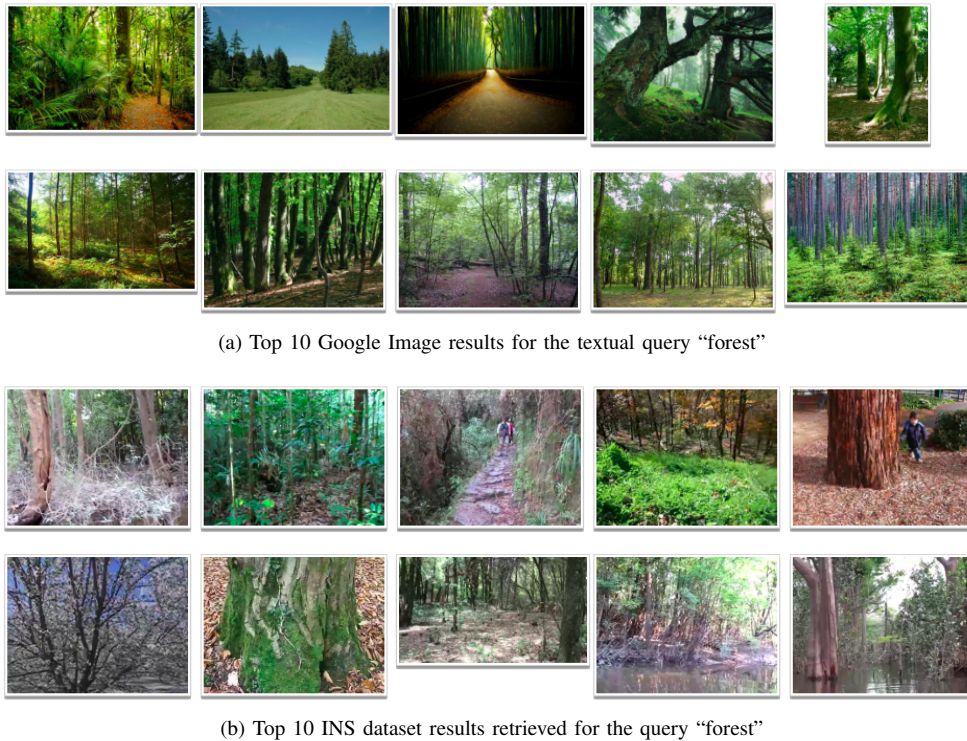 (a) Top 10 Google Image results for the textual query “forest”
(b) Top 10 INS dataset results retrieved for the query “forest”